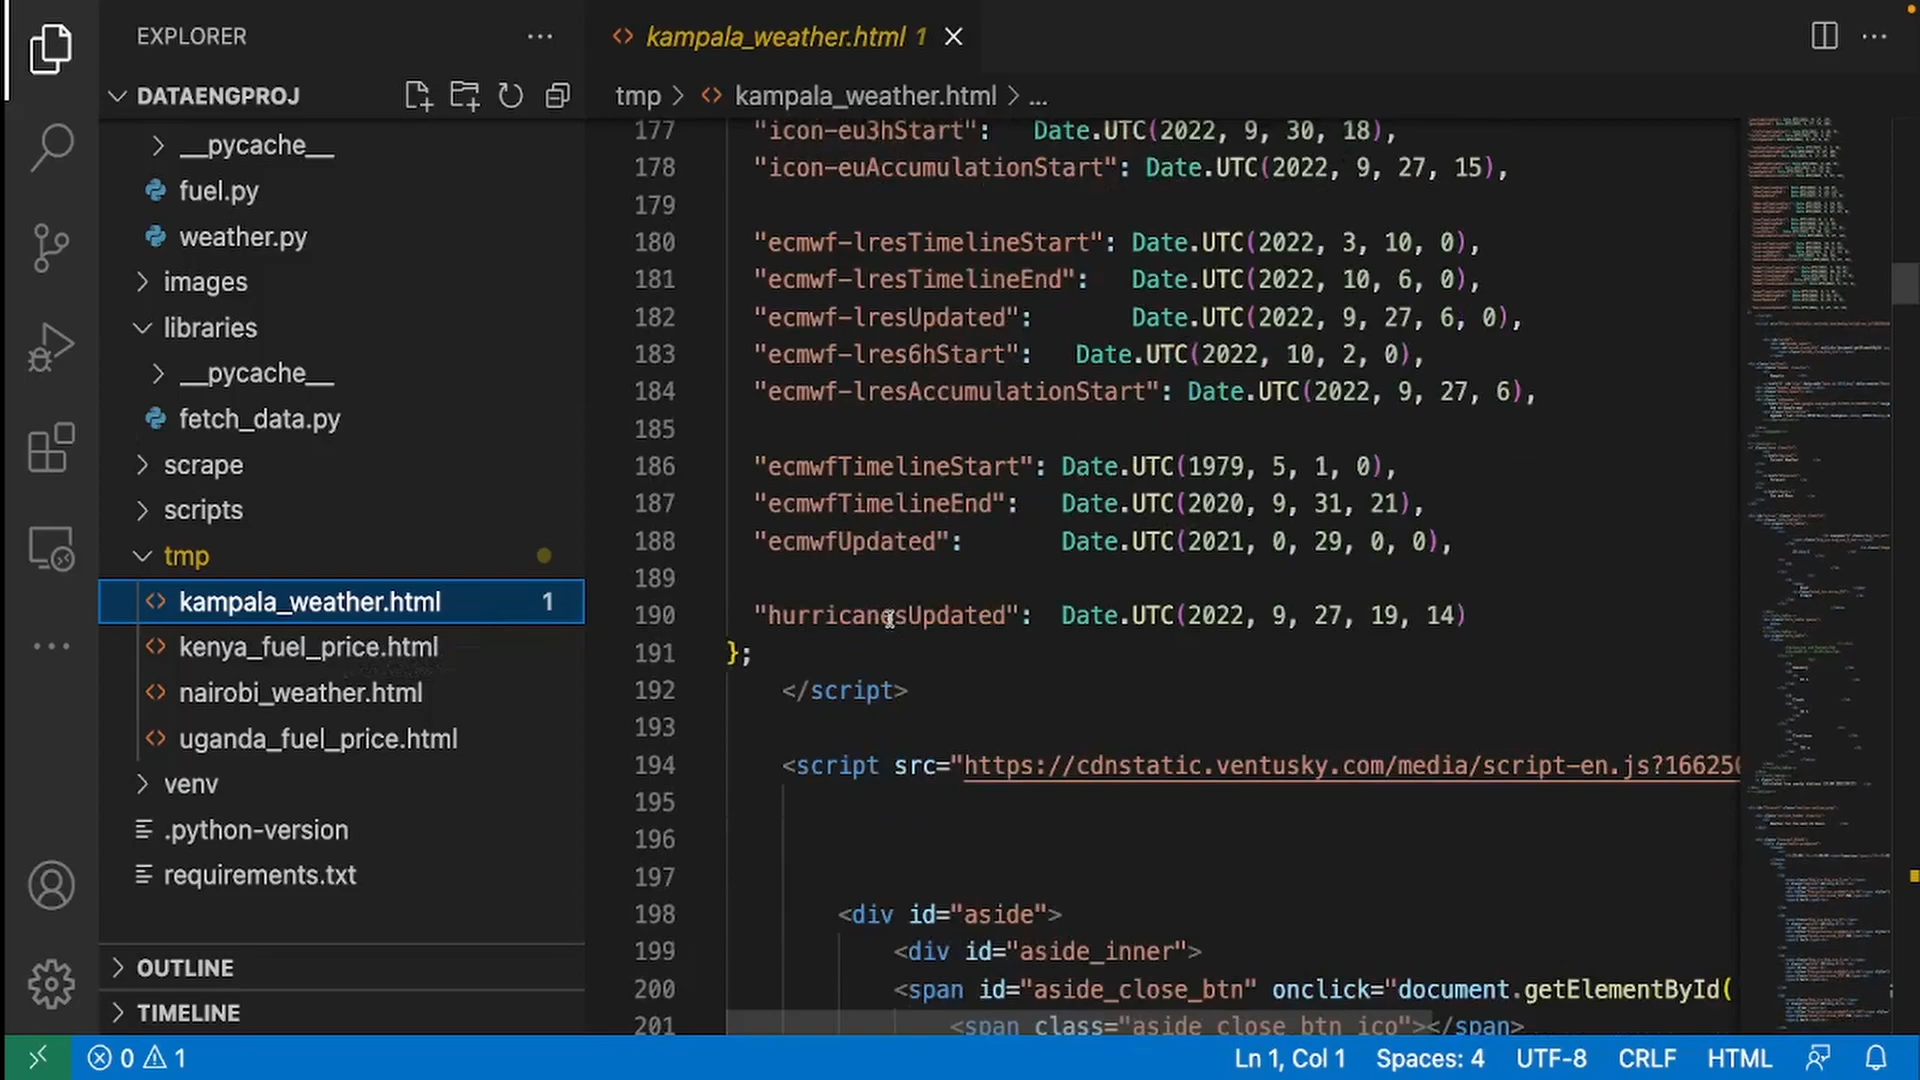 EXPLORER
DATAENGPROJ
__pycache__
fuel.py
weather.py
images
libraries
__pycache__
fetch_data.py
scrape
scripts
tmp
kampala_weather.html 1
kenya_fuel_price.html
nairobi_weather.html
uganda_fuel_price.html
venv
.python-version
requirements.txt
OUTLINE
TIMELINE
kampala_weather.html 1
tmp > kampala_weather.html > ...
177 "icon-eu3hStart": Date.UTC(2022, 9, 30, 18),
178 "icon-euAccumulationStart": Date.UTC(2022, 9, 27, 15),
179
180 "ecmwf-lresTimelineStart": Date.UTC(2022, 3, 10, 0),
181 "ecmwf-lresTimelineEnd": Date.UTC(2022, 10, 6, 0),
182 "ecmwf-lresUpdated": Date.UTC(2022, 9, 27, 6, 0),
183 "ecmwf-lres6hStart": Date.UTC(2022, 10, 2, 0),
184 "ecmwf-lresAccumulationStart": Date.UTC(2022, 9, 27, 6),
185
186 "ecmwfTimelineStart": Date.UTC(1979, 5, 1, 0),
187 "ecmwfTimelineEnd": Date.UTC(2020, 9, 31, 21),
188 "ecmwfUpdated": Date.UTC(2021, 0, 29, 0, 0),
189
190 "hurricanesUpdated": Date.UTC(2022, 9, 27, 19, 14)
191 };
192 </script>
193
194 <script src="https://cdnstatic.ventusky.com/media/script-en.js?16625
195
196
197
198 <div id="aside">
199 <div id="aside_inner">
200 <span id="aside_close_btn" onclick="document.getElementById(
201 <span class="aside_close_btn_ico"></span>
0 1
Ln 1, Col 1 Spaces: 4 UTF-8 CRLF HTML